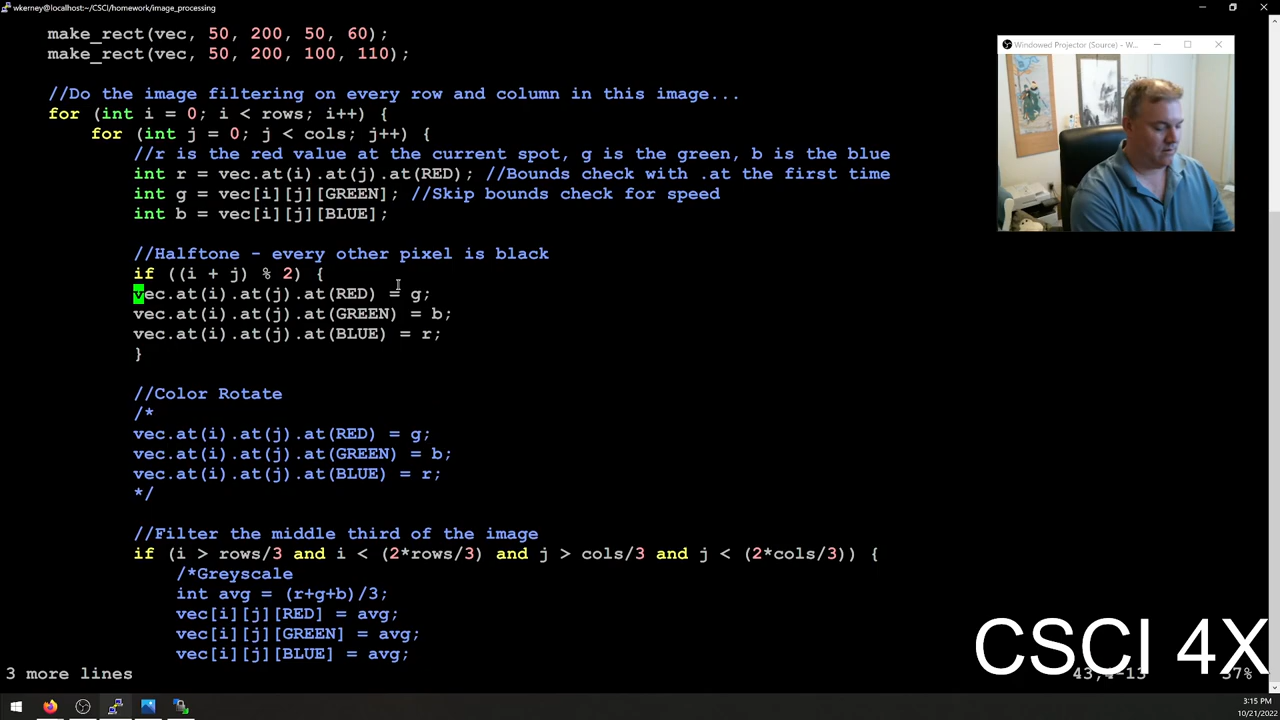 wkerney@localhost:~/CSCI/homework/image_processing
make_rect(vec, 50, 200, 50, 60);
make_rect(vec, 50, 200, 100, 110);
//Do the image filtering on every row and column in this image...
for (int i = 0; i < rows; i++) {
for (int j = 0; j < cols; j++) {
//r is the red value at the current spot, g is the green, b is the blue
int r = vec.at(i).at(j).at(RED); //Bounds check with .at the first time
int g = vec[i][j][GREEN]; //Skip bounds check for speed
int b = vec[i][j][BLUE];
//Halftone - every other pixel is black
if ((i + j) % 2) {
vec.at(i).at(j).at(RED) = g;
vec.at(i).at(j).at(GREEN) = b;
vec.at(i).at(j).at(BLUE) = r;
}
//Color Rotate
/*
vec.at(i).at(j).at(RED) = g;
vec.at(i).at(j).at(GREEN) = b;
vec.at(i).at(j).at(BLUE) = r;
*/
//Filter the middle third of the image
if (i > rows/3 and i < (2*rows/3) and j > cols/3 and j < (2*cols/3)) {
/*Greyscale
int avg = (r+g+b)/3;
vec[i][j][RED] = avg;
vec[i][j][GREEN] = avg;
vec[i][j][BLUE] = avg;
3 more lines
43,4-13
37%
Windowed Projector (Source) - W...
CSCI 4X
3:15 PM
10/21/2022